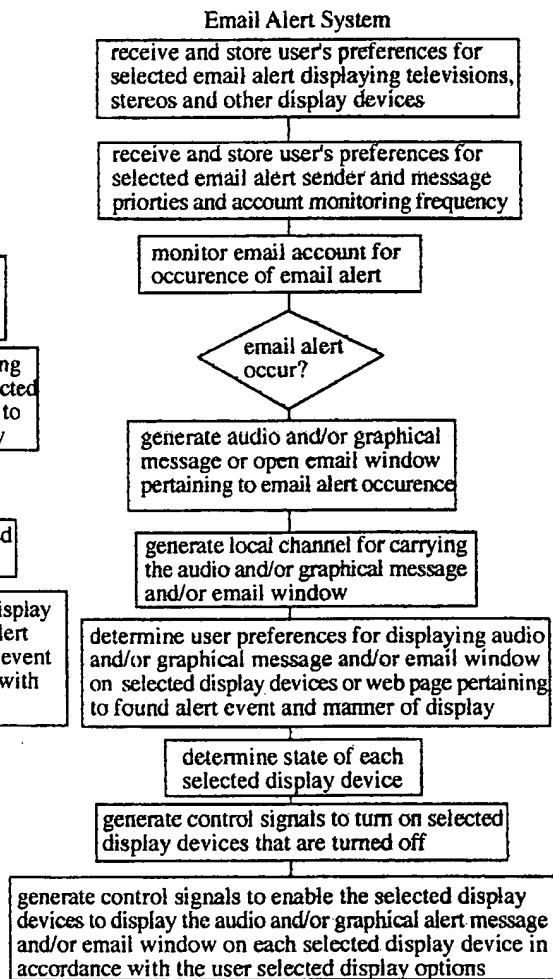 Email Alert System
receive and store user's preferences for
selected email alert displaying televisions,
stereos and other display devices
receive and store user's preferences for
selected email alert sender and message
priorties and account monitoring frequency
monitor email account for
occurence of email alert
email alert
occur?
generate audio and/or graphical
message or open email window
pertaining to email alert occurence
generate local channel for carrying
the audio and/or graphical message
and/or email window
determine user preferences for displaying audio
and/or graphical message and/or email window
on selected display devices or web page pertaining
to found alert event and manner of display
determine state of each
selected display device
generate control signals to turn on selected
display devices that are turned off
generate control signals to enable the selected display
devices to display the audio and/or graphical alert message
and/or email window on each selected display device in
accordance with the user selected display options
to
event
with